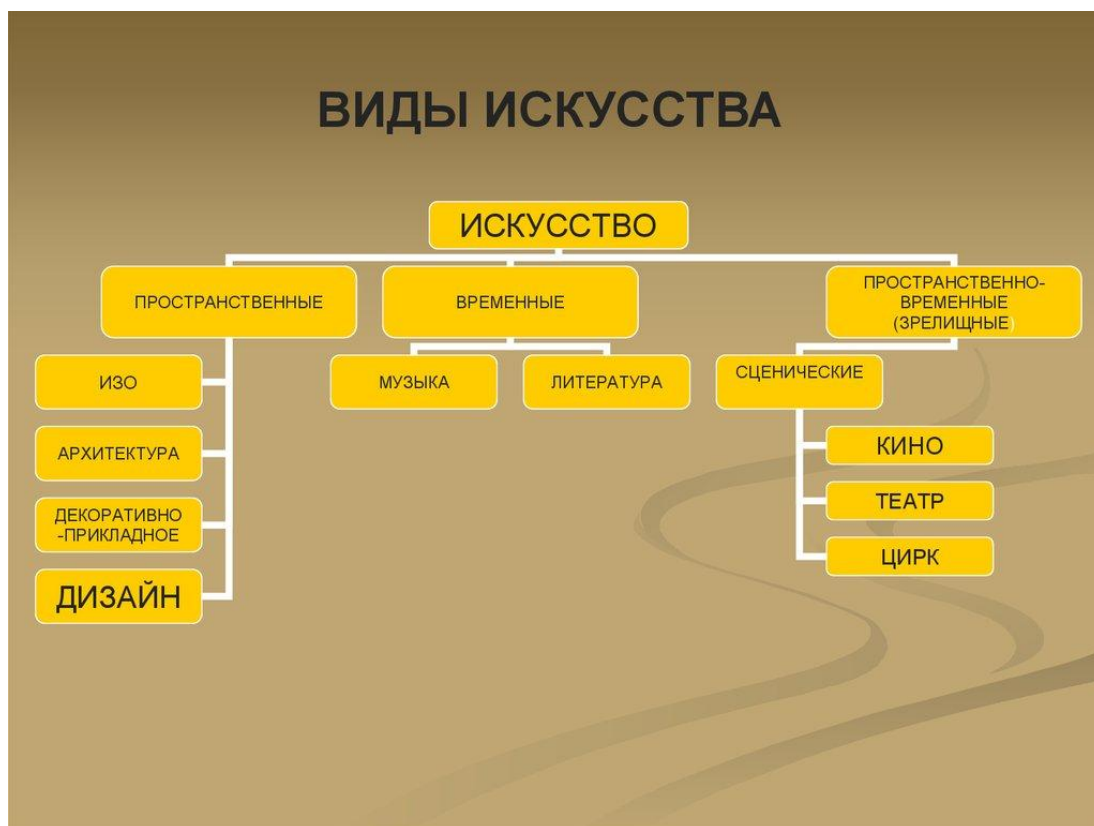 ВИДЫ ИСКУССТВА
ИСКУССТВО
ПРОСТРАНСТВЕННЫЕ
ВРЕМЕННЫЕ
ПРОСТРАНСТВЕННО-
ВРЕМЕННЫЕ
(ЗРЕЛИЩНЫЕ)
ИЗО
АРХИТЕКТУРА
ДЕКОРАТИВНО
-ПРИКЛАДНОЕ
ДИЗАЙН
МУЗЫКА
ЛИТЕРАТУРА
СЦЕНИЧЕСКИЕ
КИНО
ТЕАТР
ЦИРК